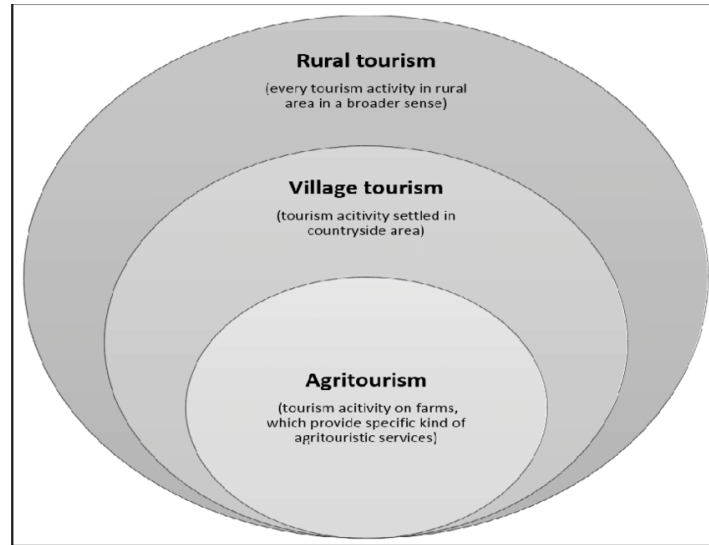 Rural tourism
(every tourism activity in rural
area in a broader sense)
Village tourism
(tourism acitivity settled in
countryside area)
Agritourism
(tourism acitivity on farms,
which provide specific kind of
agritouristic services)